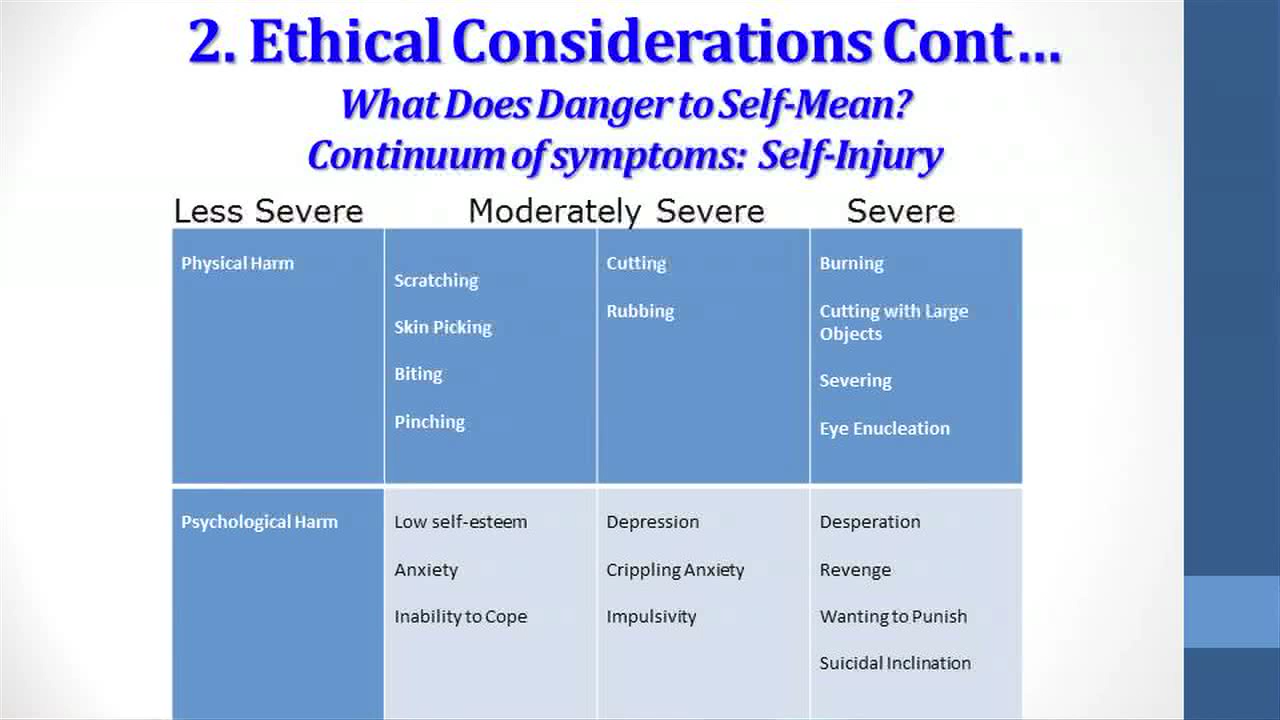 2. Ethical Considerations Cont...
What Does Danger to Self-Mean?
Continuum of symptoms: Self-Injury
Less Severe
Moderately Severe
Severe
Physical Harm
Scratching
Skin Picking
Biting
Pinching
Cutting
Rubbing
Burning
Cutting with Large
Objects
Severing
Eye Enucleation
Psychological Harm
Low self-esteem
Anxiety
Inability to Cope
Depression
Crippling Anxiety
Impulsivity
Desperation
Revenge
Wanting to Punish
Suicidal Inclination